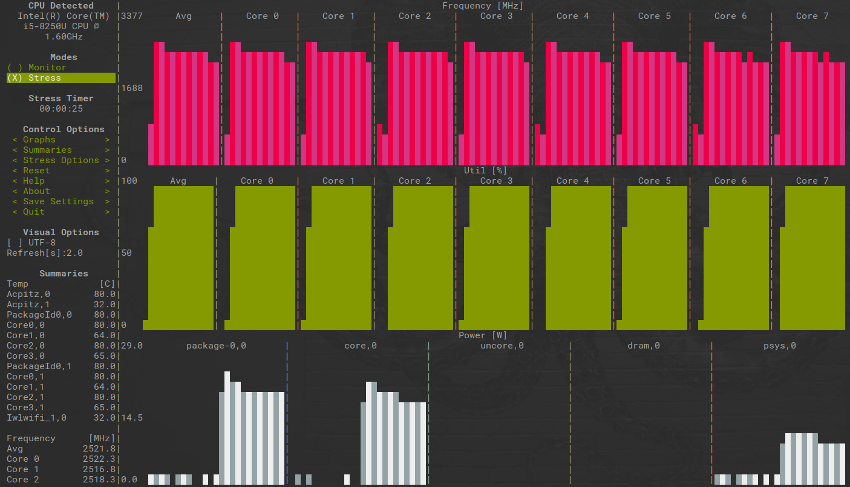 CPU Detected
Intel(R) Core(TM)
i5-8250U CPU @
1.60GHz
Modes
( ) Monitor
(X) Stress
Stress Timer
00:00:25
Control Options
< Graphs >
< Summaries >
< Stress Options >
< Reset >
< Help >
< About >
< Save Settings >
< Quit >
Visual Options
[ ] UTF-8
Refresh[s]:2.0
Summaries
Temp [C]
Acpitz,0 80.0
Acpitz,1 32.0
PackageId0,0 80.0
Core0,0 80.0
Core1,0 64.0
Core2,0 80.0
Core3,0 65.0
PackageId0,1 80.0
Core0,1 80.0
Core1,1 64.0
Core2,1 80.0
Core3,1 65.0
Iwlwifi_1,0 32.0
Frequency [MHz]
Avg 2521.8
Core 0 2522.3
Core 1 2516.8
Core 2 2518.3
Frequency [MHz]
3377 Avg Core 0 Core 1 Core 2 Core 3 Core 4 Core 5 Core 6 Core 7
1688
0
Util [%]
100 Avg Core 0 Core 1 Core 2 Core 3 Core 4 Core 5 Core 6 Core 7
50
0
Power [W]
29.0 package-0,0 core,0 uncore,0 dram,0 psys,0
14.5
0.0